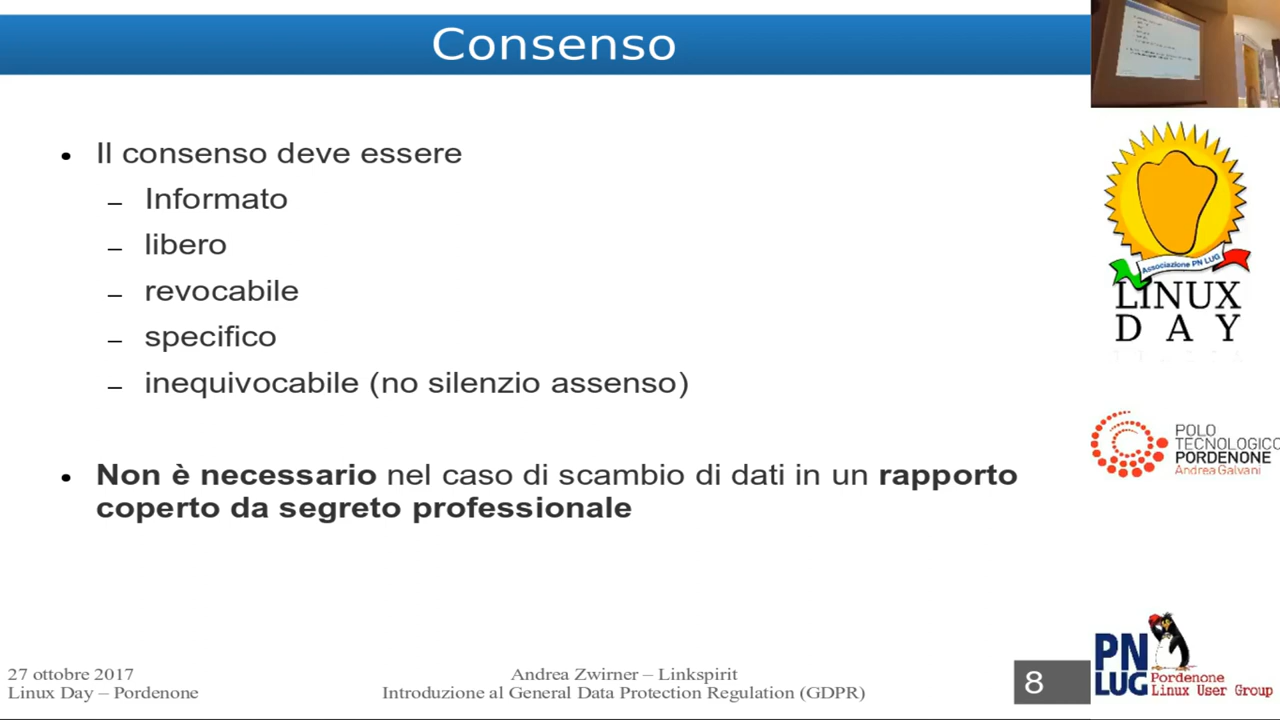 Consenso
Il consenso deve essere
Informato
libero
revocabile
specifico
inequivocabile (no silenzio assenso)
Non è necessario nel caso di scambio di dati in un rapporto
coperto da segreto professionale
27 ottobre 2017
Linux Day – Pordenone
Andrea Zwirner – Linkspirit
Introduzione al General Data Protection Regulation (GDPR)
8
Associazione PN LUG
LINUX
DAY
POLO
TECNOLOGICO
PORDENONE
Andrea Galvani
PN
LUG
Pordenone
Linux User Group